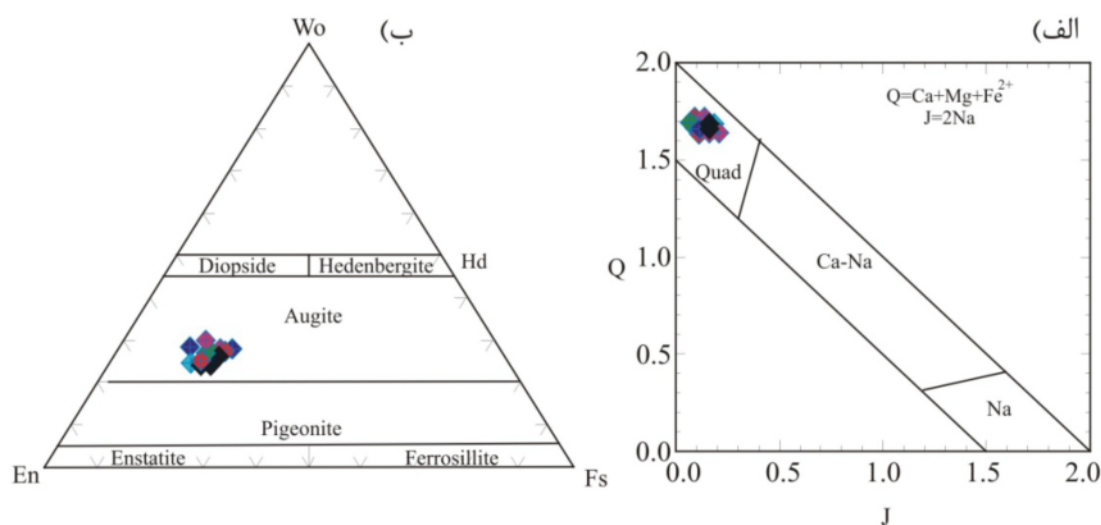 الف)
2.0
Q=Ca+Mg+Fe2+
J=2Na
1.5
Quad
1.0
Q
Ca-Na
0.5
Na
0.0
0.0 0.5 1.0 1.5 2.0
J
ب)
Wo
Diopside Hedenbergite Hd
Augite
Pigeonite
Enstatite Ferrosillite
En Fs